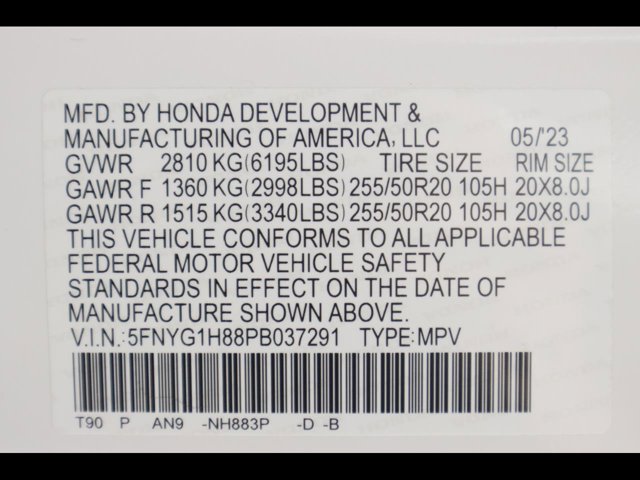 MFD. BY HONDA DEVELOPMENT &
MANUFACTURING OF AMERICA, LLC 05/'23
GVWR 2810 KG(6195LBS) TIRE SIZE RIM SIZE
GAWR F 1360 KG(2998LBS) 255/50R20 105H 20X8.0J
GAWR R 1515 KG(3340LBS) 255/50R20 105H 20X8.0J
THIS VEHICLE CONFORMS TO ALL APPLICABLE
FEDERAL MOTOR VEHICLE SAFETY
STANDARDS IN EFFECT ON THE DATE OF
MANUFACTURE SHOWN ABOVE.
V.I.N.:5FNYG1H88PB037291 TYPE:MPV
T90 P AN9 -NH883P -D -B